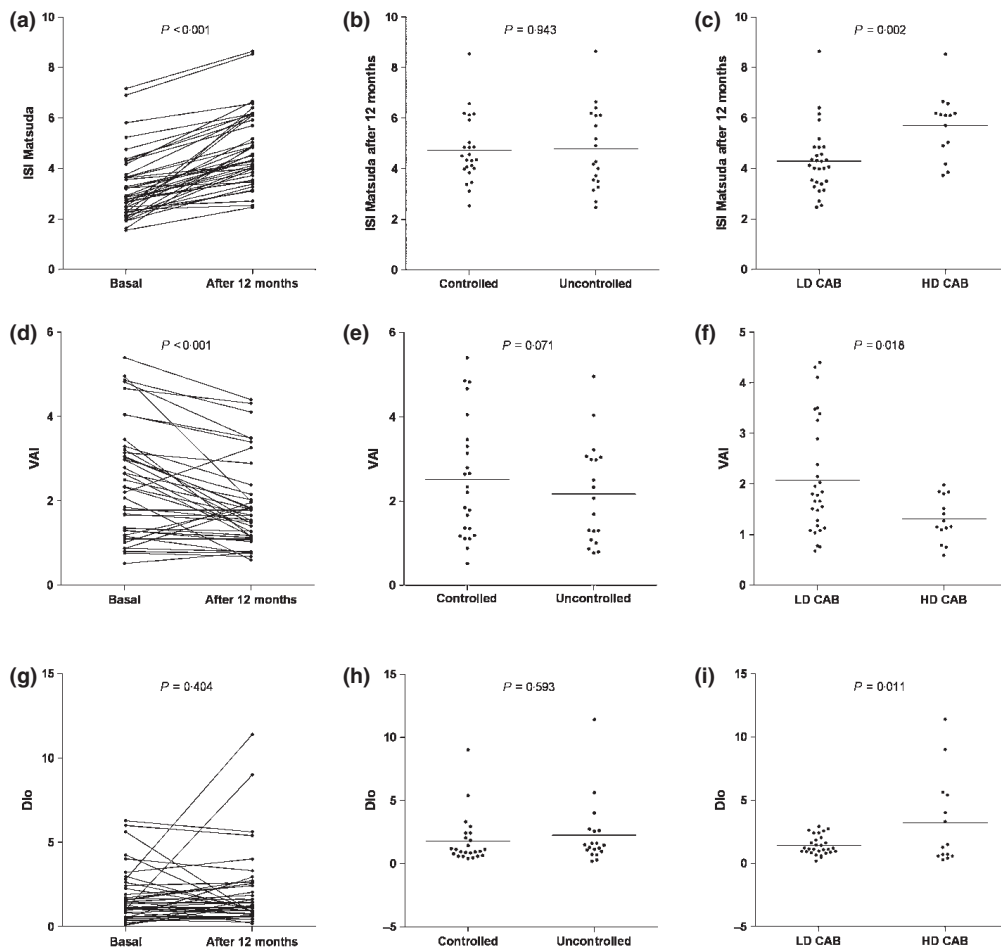 (a)
10
8
6
4
2
0
ISI Matsuda
P <0·001
Basal
After 12 months
(b)
10
8
6
4
2
0
ISI Matsuda after 12 months
P = 0·943
Controlled
Uncontrolled
(c)
10
8
6
4
2
0
ISI Matsuda after 12 months
P = 0·002
LD CAB
HD CAB
(d)
6
4
2
0
VAI
P <0·001
Basal
After 12 months
(e)
6
4
2
0
VAI
P = 0·071
Controlled
Uncontrolled
(f)
5
4
3
2
1
0
VAI
P = 0·018
LD CAB
HD CAB
(g)
15
10
5
0
DIo
P = 0·404
Basal
After 12 months
(h)
15
10
5
0
–5
DIo
P = 0·593
Controlled
Uncontrolled
(i)
15
10
5
0
–5
DIo
P = 0·011
LD CAB
HD CAB